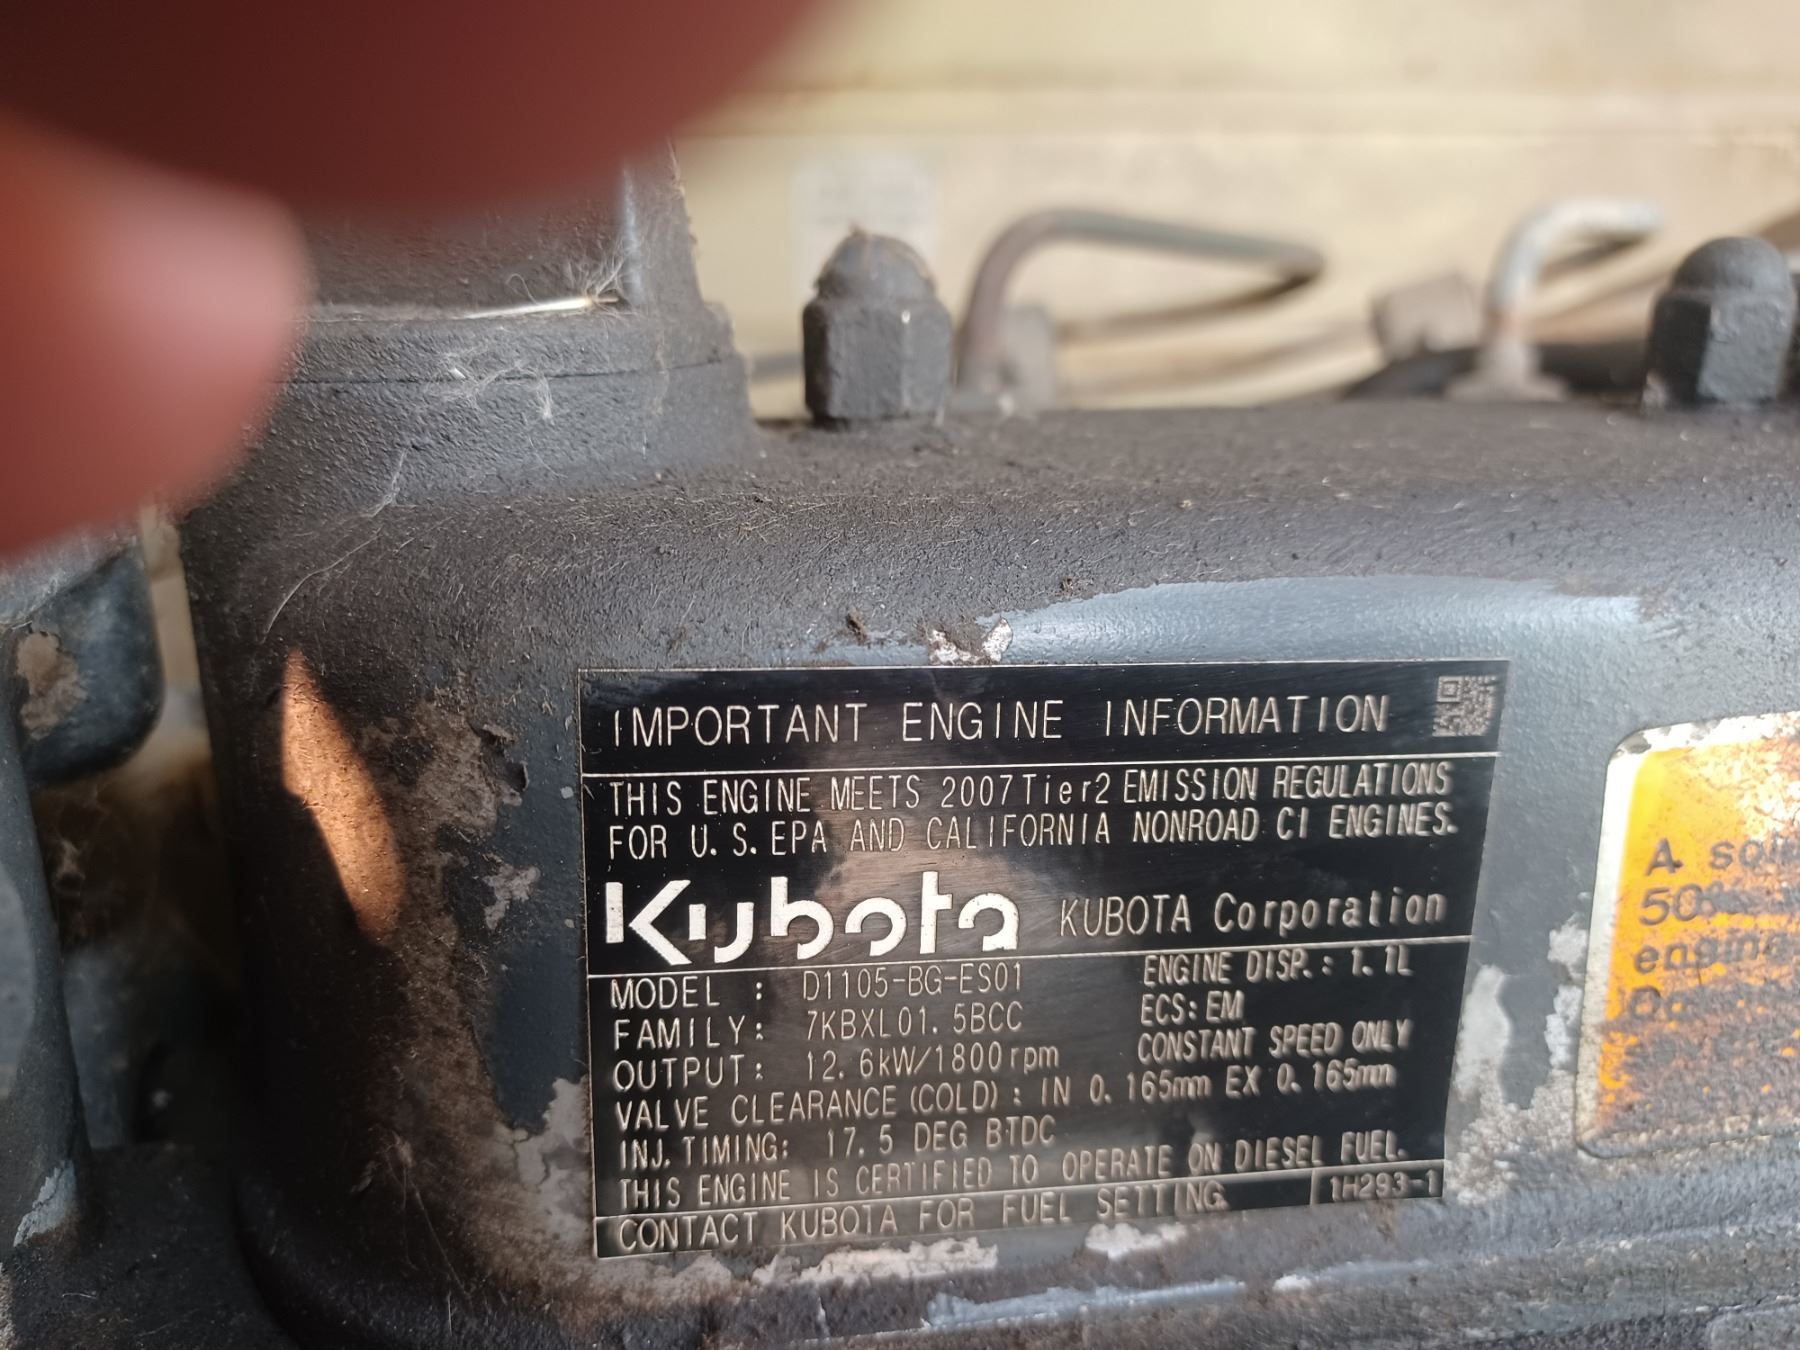 IMPORTANT ENGINE INFORMATION
THIS ENGINE MEETS 2007Tier2 EMISSION REGULATIONS
FOR U.S.EPA AND CALIFORNIA NONROAD CI ENGINES.
Kubota KUBOTA Corporation
MODEL : D1105-BG-ES01 ENGINE DISP.: 1.1L
FAMILY: 7KBXL01.5BCC ECS: EM
OUTPUT: 12.6kW/1800rpm CONSTANT SPEED ONLY
VALVE CLEARANCE (COLD) : IN 0.165mm EX 0.165mm
INJ.TIMING: 17.5 DEG BTDC
THIS ENGINE IS CERTIFIED TO OPERATE ON DIESEL FUEL.
CONTACT KUBOTA FOR FUEL SETTING. 1H293-1
A
50%
engine